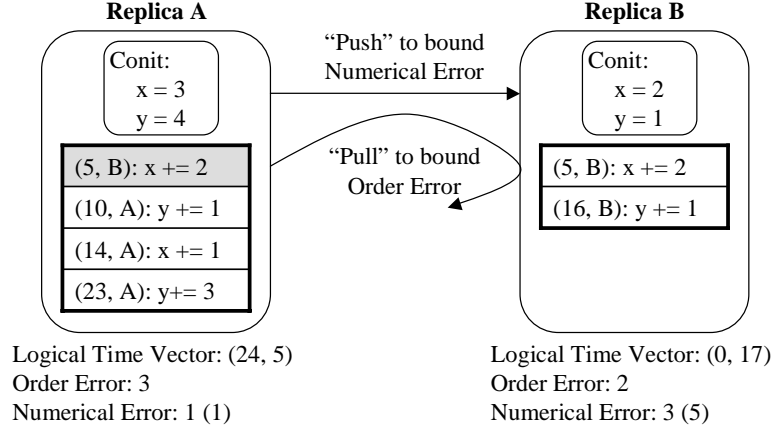 Replica A
Conit:
x = 3
y = 4
(5, B): x += 2
(10, A): y += 1
(14, A): x += 1
(23, A): y+= 3
Logical Time Vector: (24, 5)
Order Error: 3
Numerical Error: 1 (1)
“Push” to bound
Numerical Error
“Pull” to bound
Order Error
Replica B
Conit:
x = 2
y = 1
(5, B): x += 2
(16, B): y += 1
Logical Time Vector: (0, 17)
Order Error: 2
Numerical Error: 3 (5)